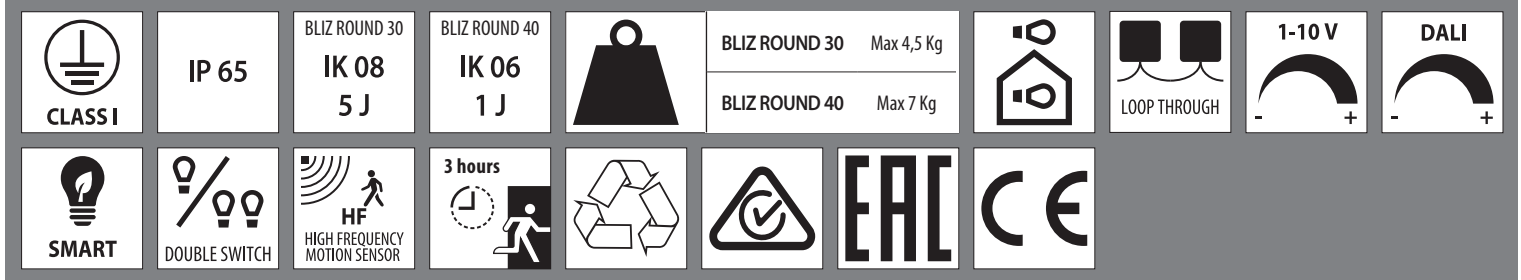 CLASS I
IP 65
BLIZ ROUND 30
IK 08
5 J
BLIZ ROUND 40
IK 06
1 J
BLIZ ROUND 30 Max 4,5 Kg
BLIZ ROUND 40 Max 7 Kg
LOOP THROUGH
1-10 V
- +
DALI
- +
SMART
DOUBLE SWITCH
HF
HIGH FREQUENCY
MOTION SENSOR
3 hours
EAC
CE